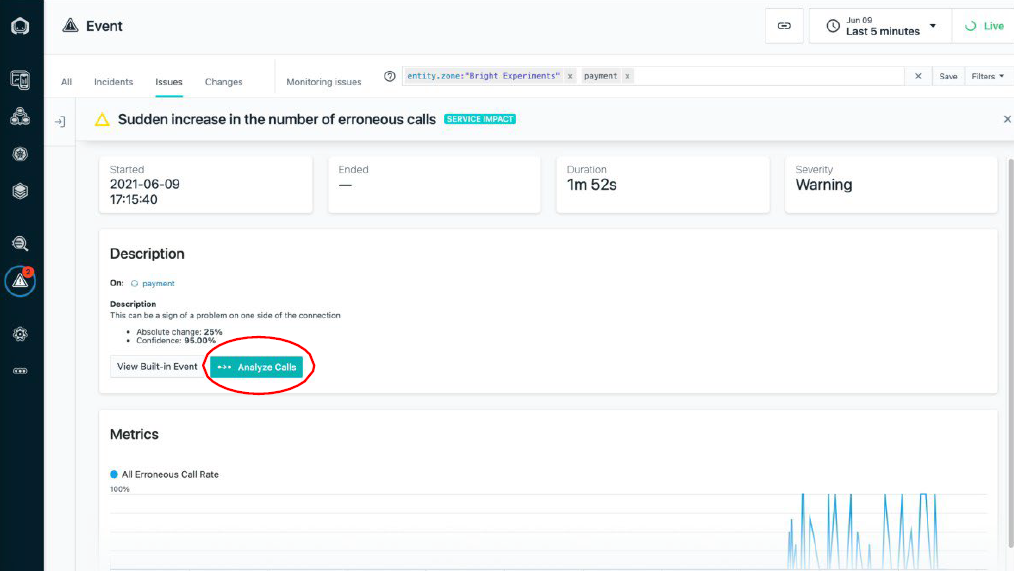 Event
Jun 09
Last 5 minutes
Live
All
Incidents
Issues
Changes
Monitoring issues
entity.zone:"Bright Experiments" x
payment x
Save
Filters
Sudden increase in the number of erroneous calls SERVICE IMPACT
Started
2021-06-09
17:15:40
Ended
—
Duration
1m 52s
Severity
Warning
Description
On: payment
Description
This can be a sign of a problem on one side of the connection
• Absolute change: 25%
• Confidence: 95.00%
View Built-in Event
Analyze Calls
Metrics
All Erroneous Call Rate
100%